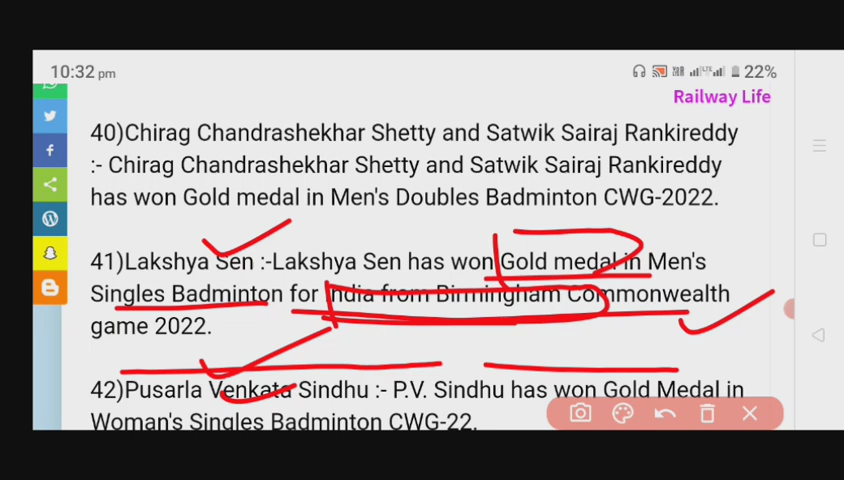 10:32 pm
22%
Railway Life
40)Chirag Chandrashekhar Shetty and Satwik Sairaj Rankireddy
:- Chirag Chandrashekhar Shetty and Satwik Sairaj Rankireddy
has won Gold medal in Men's Doubles Badminton CWG-2022.
41)Lakshya Sen :-Lakshya Sen has won Gold medal in Men's
Singles Badminton for India from Birmingham Commonwealth
game 2022.
42)Pusarla Venkata Sindhu :- P.V. Sindhu has won Gold Medal in
Woman's Singles Badminton CWG-22.